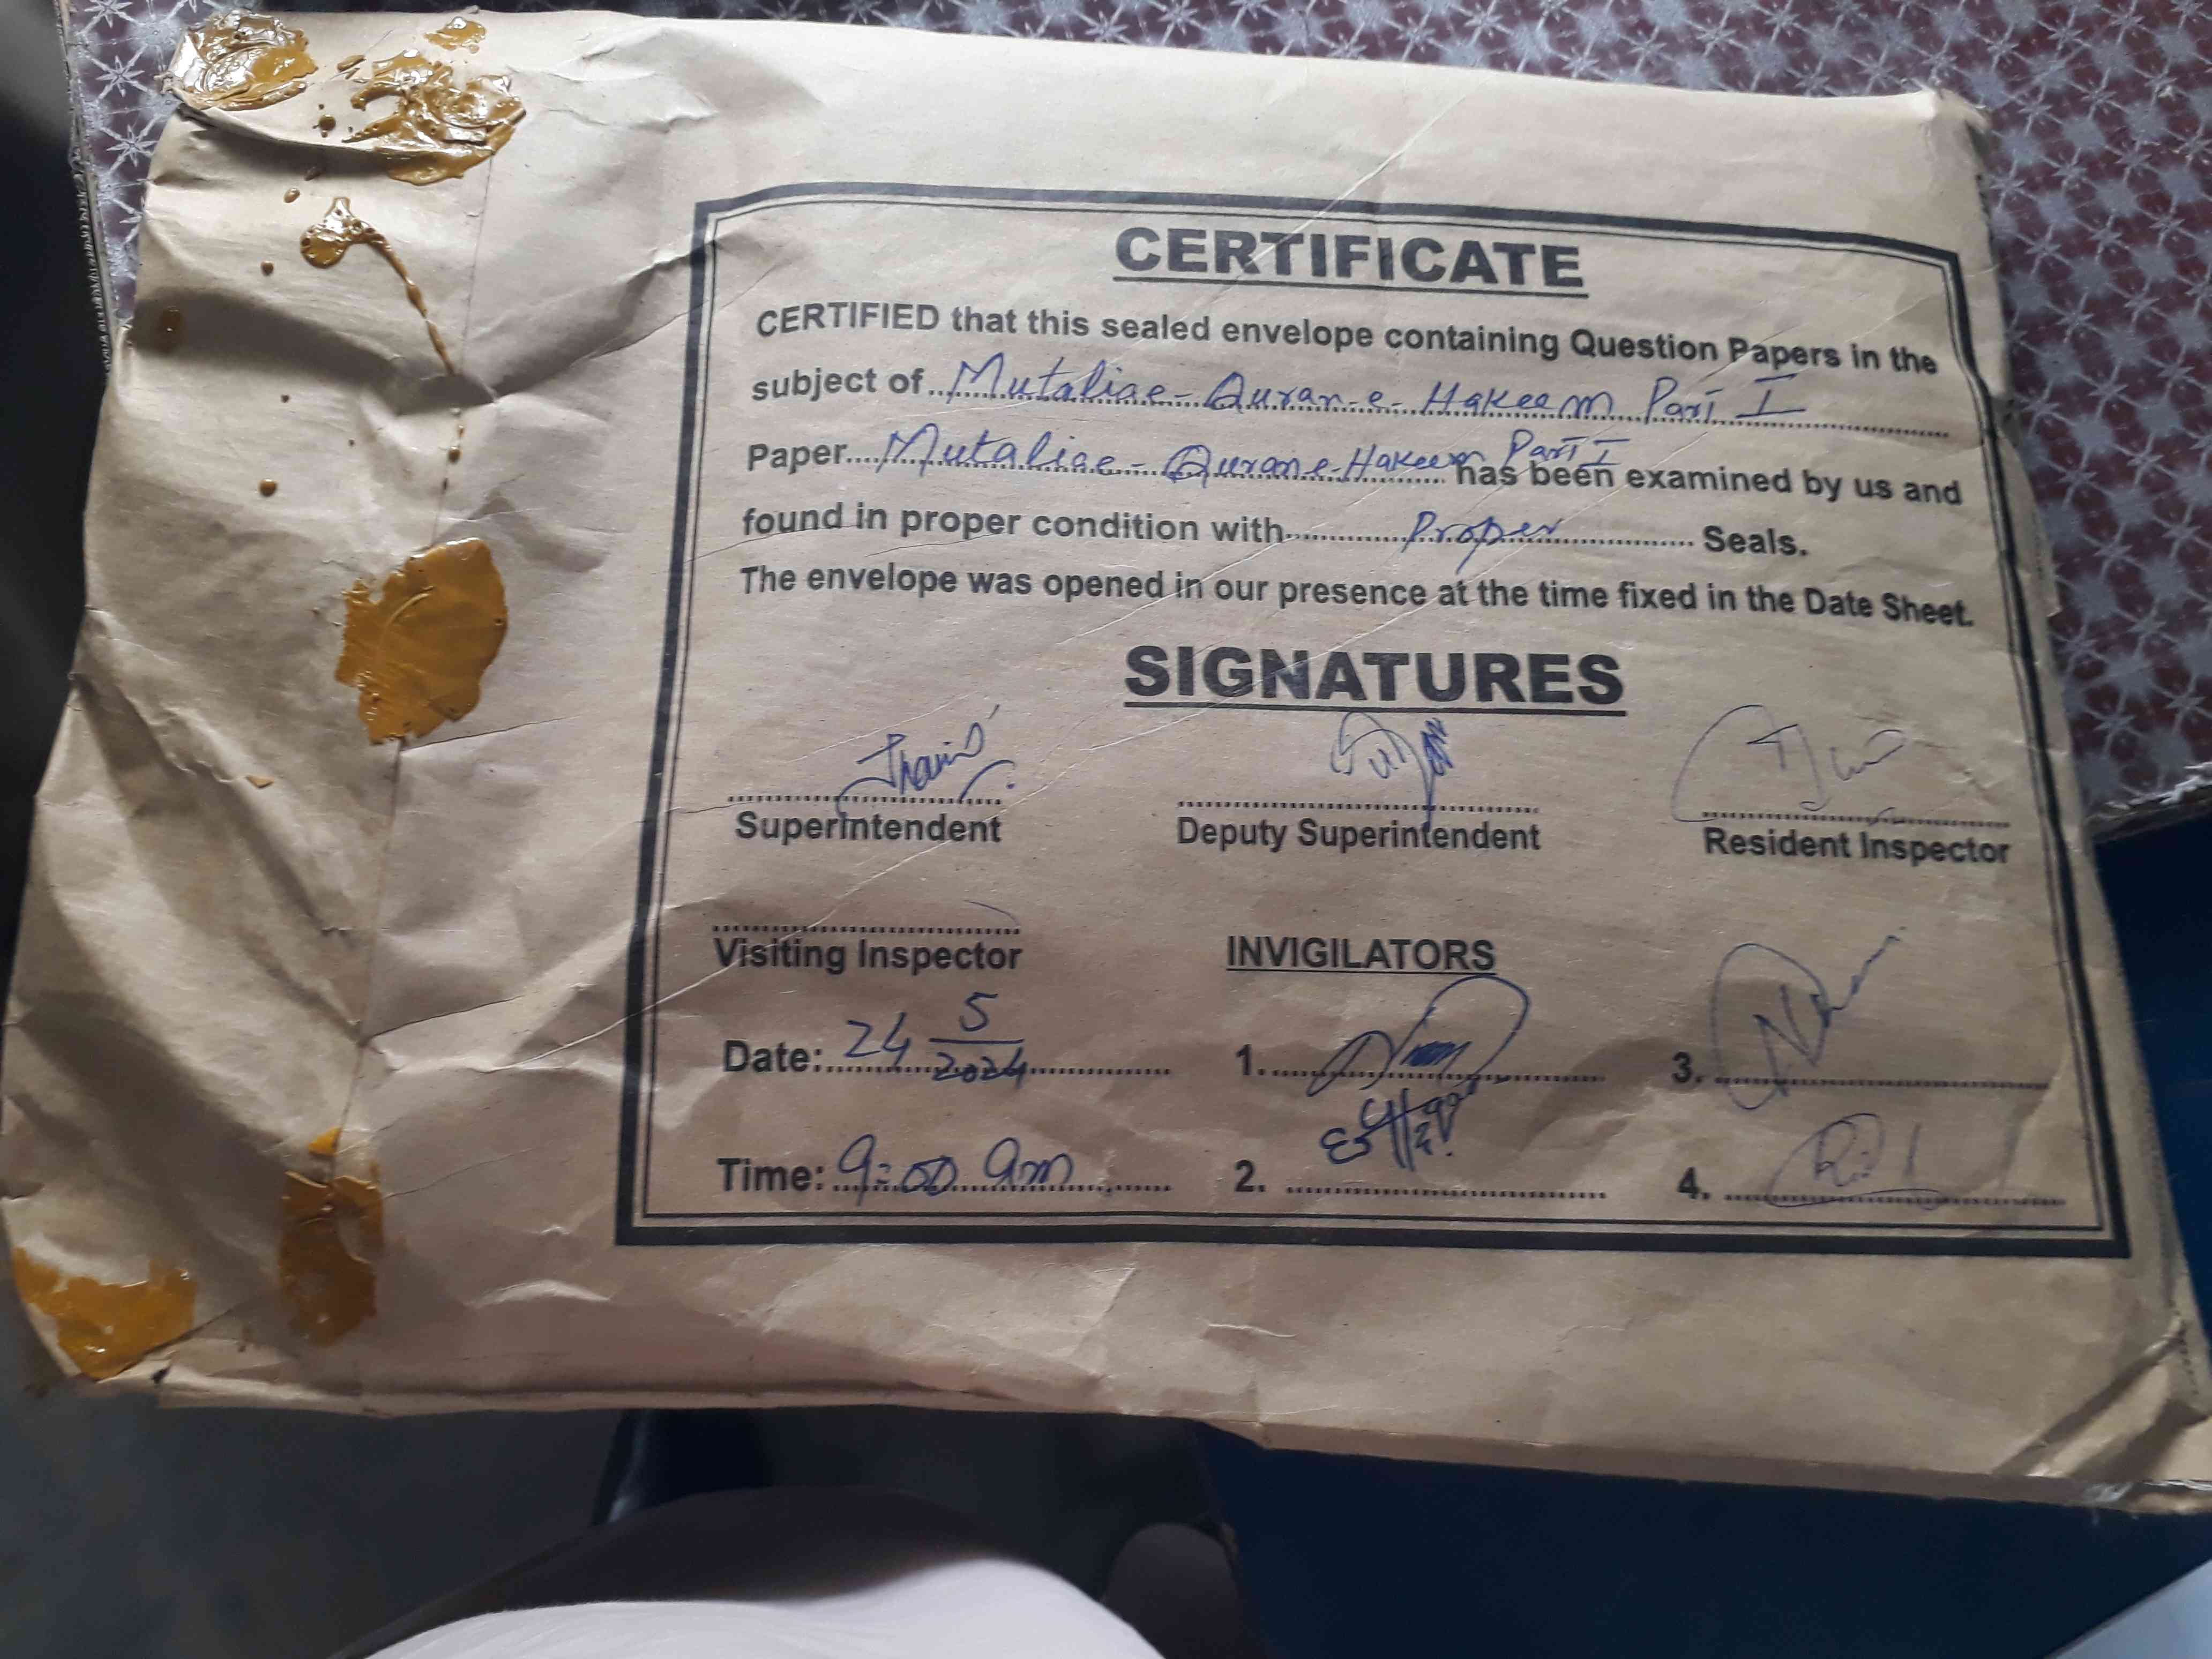 CERTIFICATE
CERTIFIED that this sealed envelope containing Question Papers in the
subject of Mutaliae-Quran-e-Hakeem Part I
Paper Mutaliae-Quran-e-Hakeem Part I has been examined by us and
found in proper condition with Proper Seals.
The envelope was opened in our presence at the time fixed in the Date Sheet.
SIGNATURES
Superintendent Deputy Superintendent Resident Inspector
Visiting Inspector INVIGILATORS
Date: 24 5/2024 1. 3.
Time: 9:00 am 2. 4.